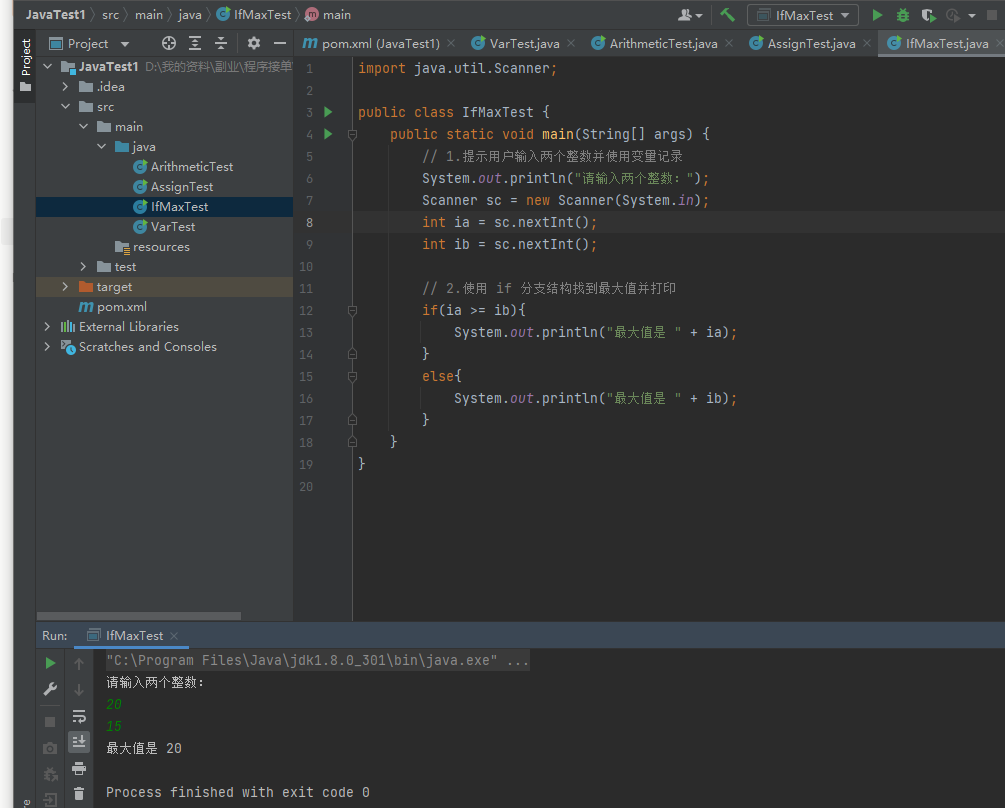 JavaTest1 src main java IfMaxTest main IfMaxTest
Project
Project
pom.xml (JavaTest1) VarTest.java ArithmeticTest.java AssignTest.java IfMaxTest.java
JavaTest1 D:\我的资料\副业\程序接单
.idea
src
main
java
ArithmeticTest
AssignTest
IfMaxTest
VarTest
resources
test
target
pom.xml
External Libraries
Scratches and Consoles
1 import java.util.Scanner;
2
3 public class IfMaxTest {
4 public static void main(String[] args) {
5 // 1.提示用户输入两个整数并使用变量记录
6 System.out.println("请输入两个整数：");
7 Scanner sc = new Scanner(System.in);
8 int ia = sc.nextInt();
9 int ib = sc.nextInt();
10
11 // 2.使用 if 分支结构找到最大值并打印
12 if(ia >= ib){
13 System.out.println("最大值是 " + ia);
14 }
15 else{
16 System.out.println("最大值是 " + ib);
17 }
18 }
19 }
20
Run: IfMaxTest
"C:\Program Files\Java\jdk1.8.0_301\bin\java.exe" ...
请输入两个整数：
20
15
最大值是 20
Process finished with exit code 0